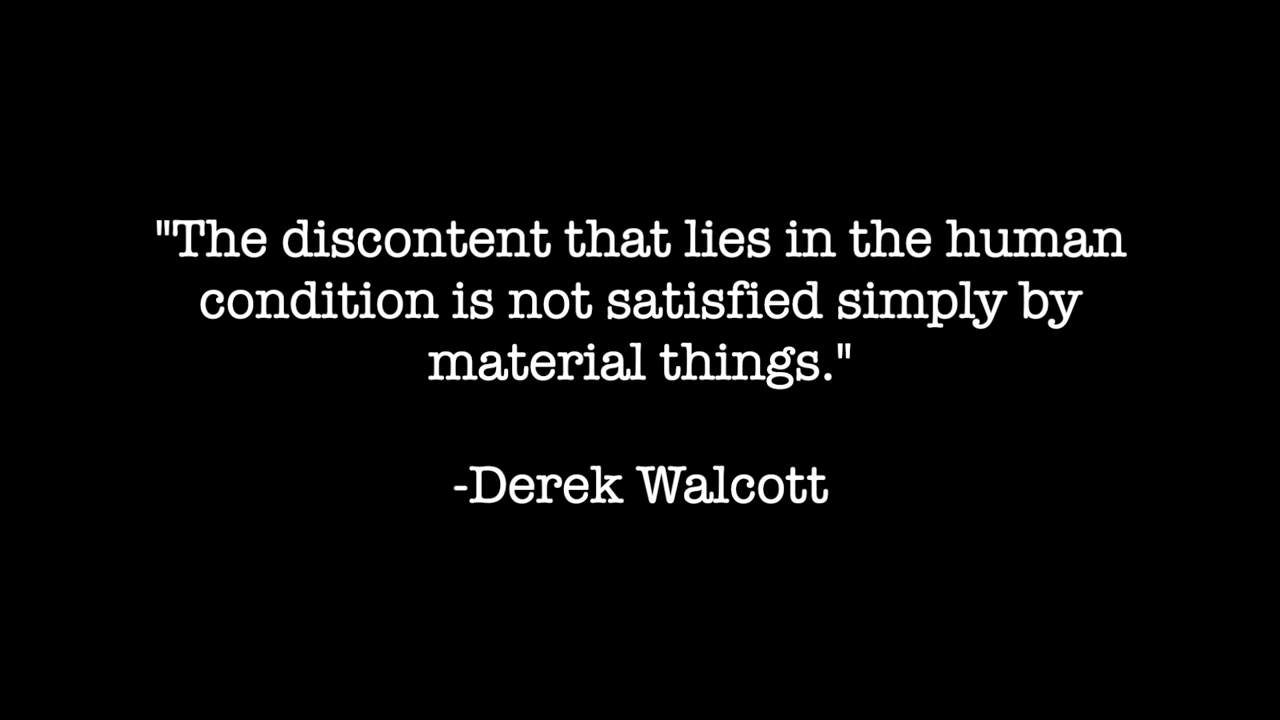 "The discontent that lies in the human
condition is not satisfied simply by
material things."
-Derek Walcott